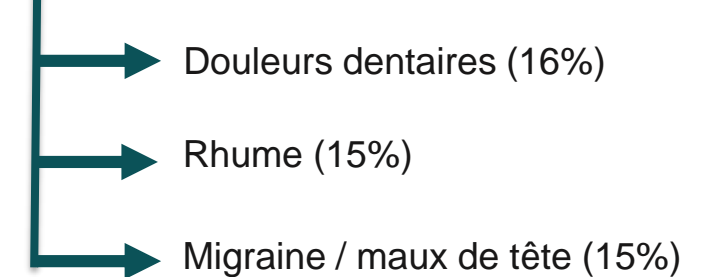 Douleurs dentaires (16%)
Rhume (15%)
Migraine / maux de tête (15%)